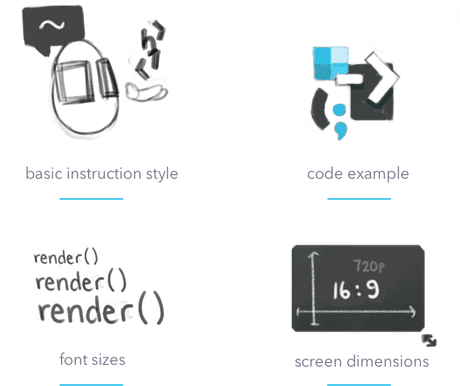 ~
basic instruction style
code example
render()
render()
render()
font sizes
720p
16:9
screen dimensions